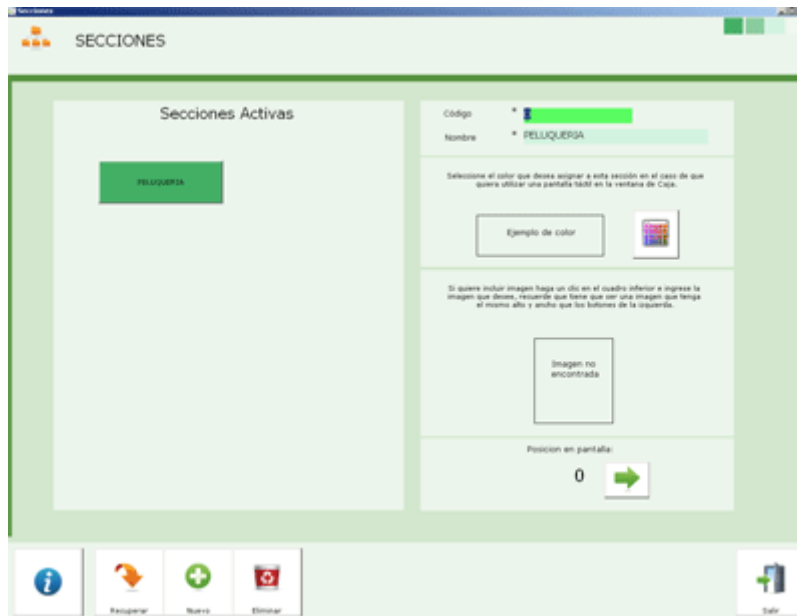 Secciones
SECCIONES
Secciones Activas
PELUQUERIA
Código *
Nombre * PELUQUERIA
Seleccione el color que desea asignar a esta sección en el caso de que
quiera utilizar una pantalla táctil en la ventana de Caja.
Ejemplo de color
Si quiere incluir imagen haga un clic en el cuadro inferior e ingrese la
imagen que desee, recuerde que tiene que ser una imagen que tenga
el mismo alto y ancho que los botones de la izquierda.
Imagen no
encontrada
Posicion en pantalla:
0
Recuperar
Nuevo
Eliminar
Salir